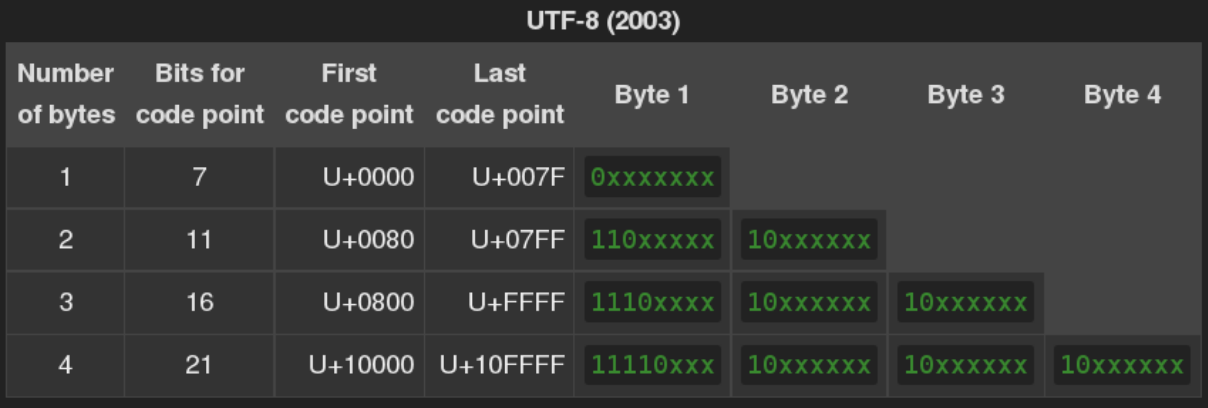 UTF-8 (2003)
Number of bytes Bits for code point First code point Last code point Byte 1 Byte 2 Byte 3 Byte 4
1 7 U+0000 U+007F 0xxxxxxx
2 11 U+0080 U+07FF 110xxxxx 10xxxxxx
3 16 U+0800 U+FFFF 1110xxxx 10xxxxxx 10xxxxxx
4 21 U+10000 U+10FFFF 11110xxx 10xxxxxx 10xxxxxx 10xxxxxx